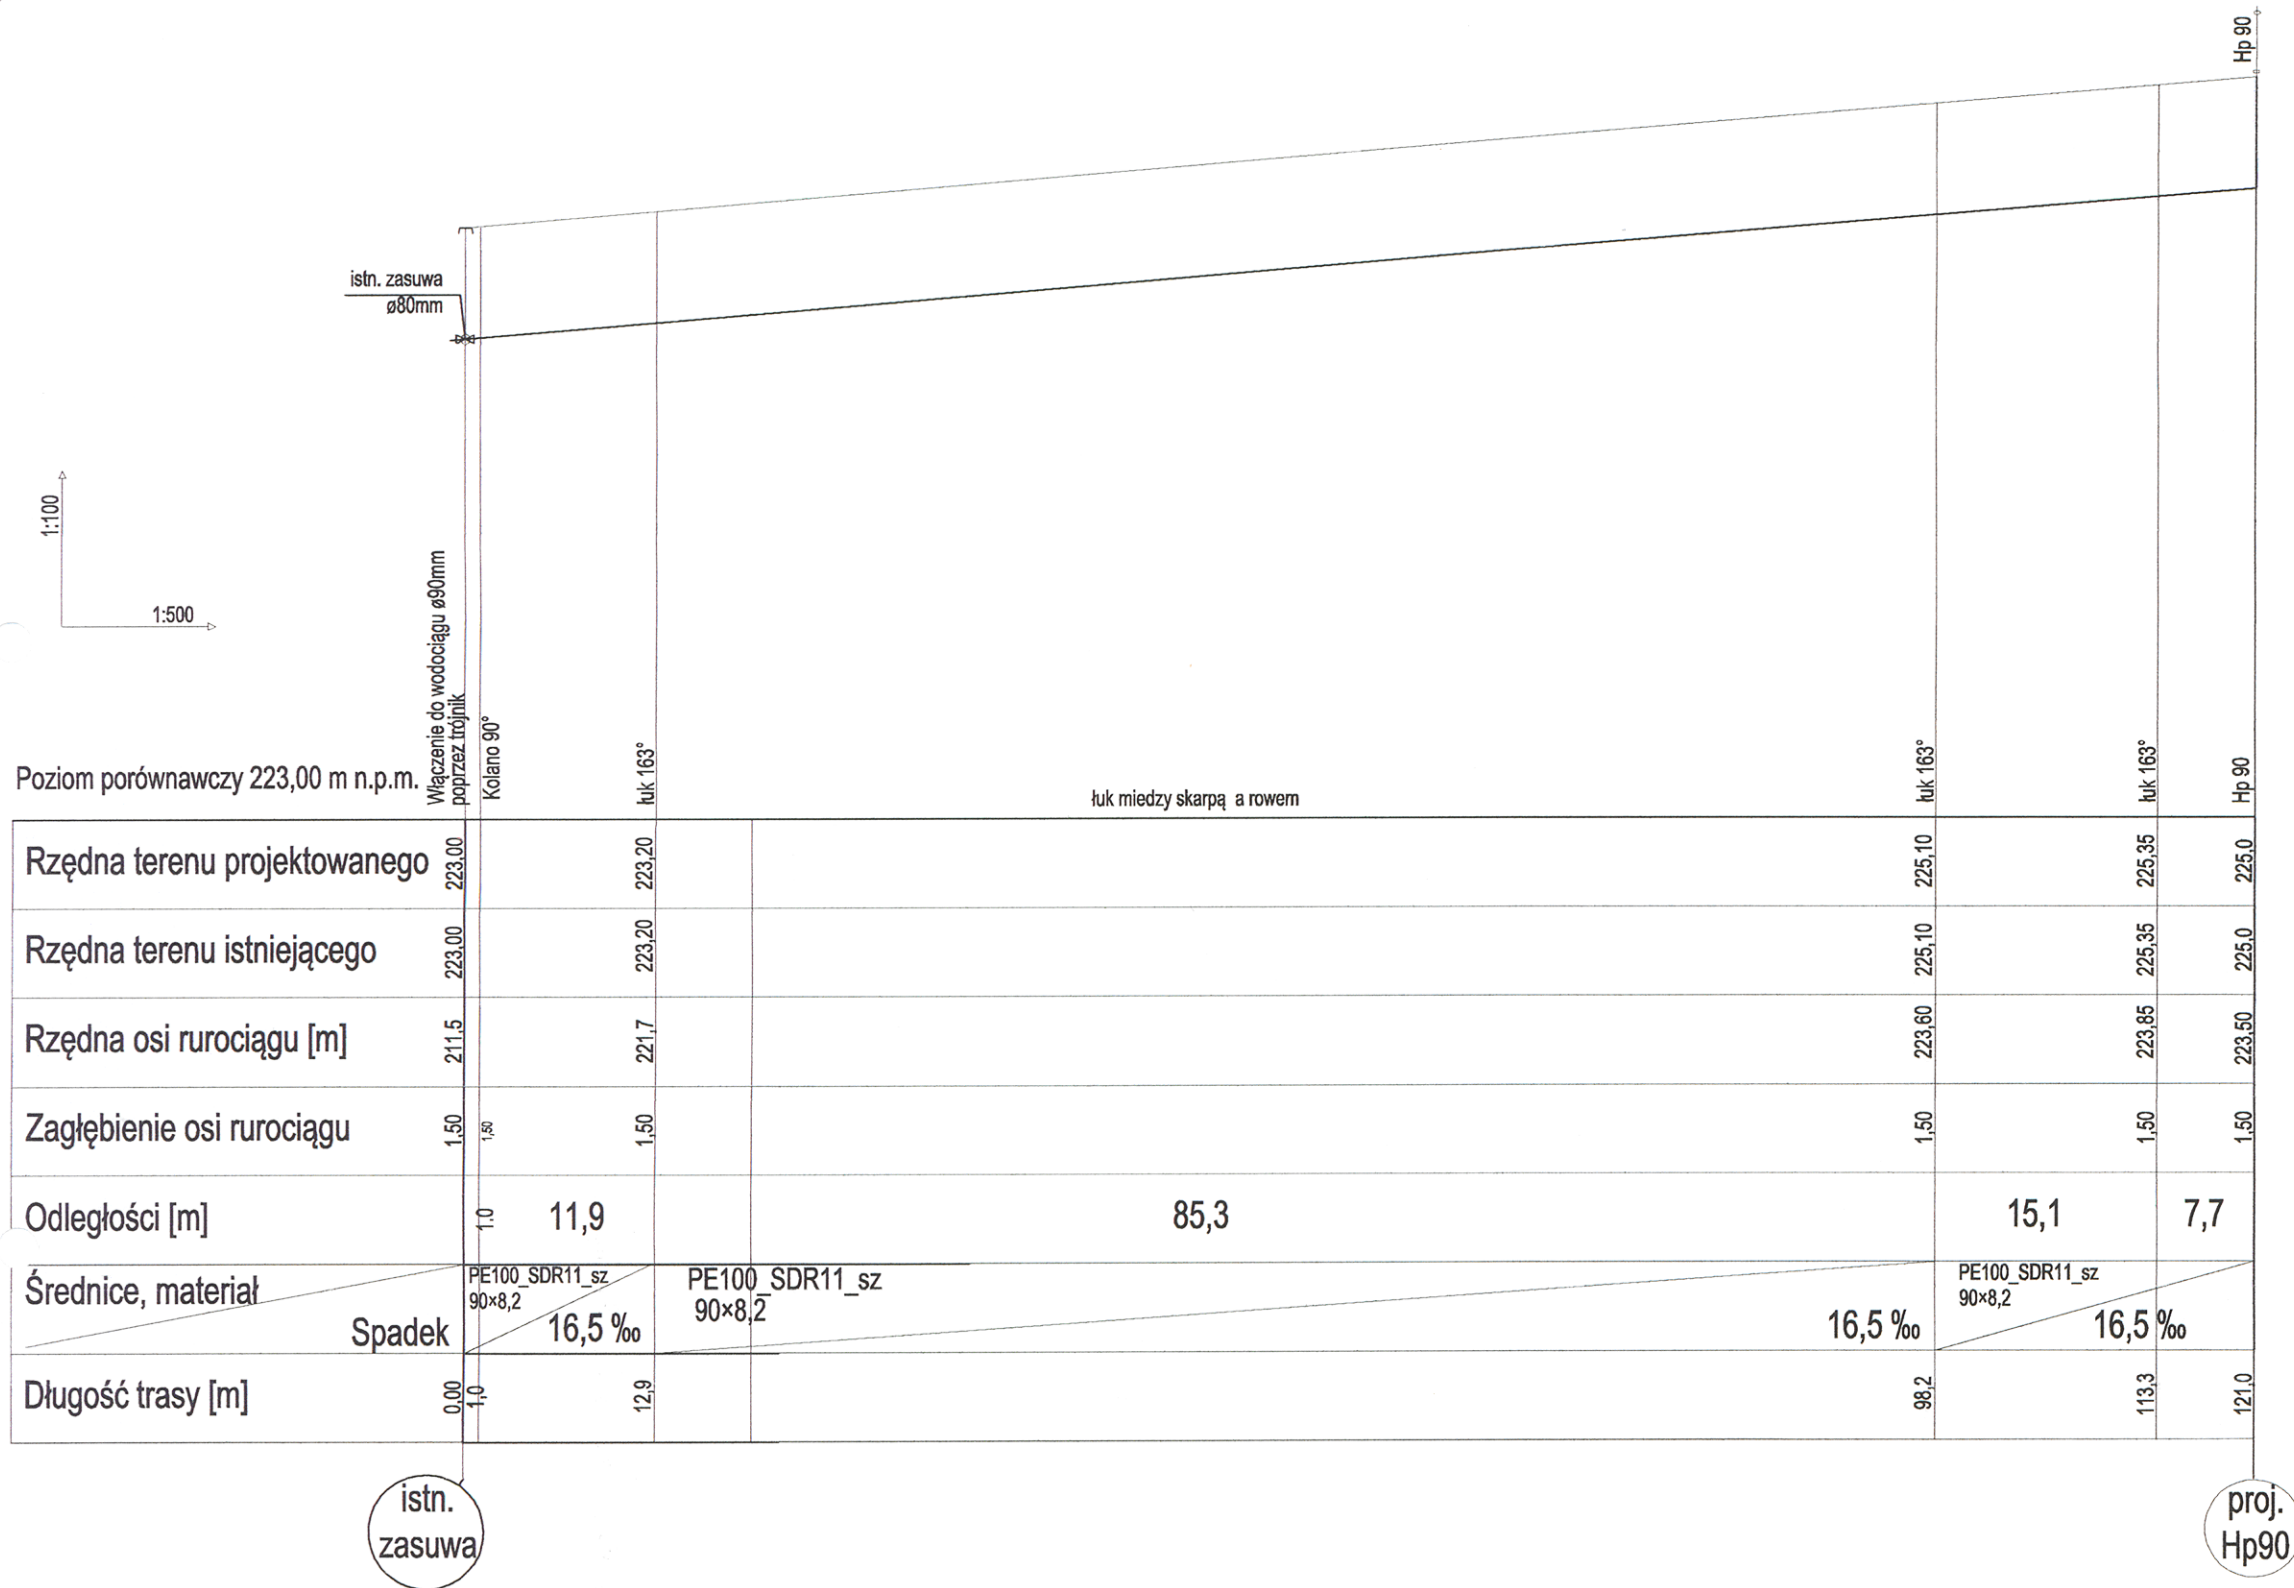 Hp 90
istn. zasuwa
ø80mm
1:100
1:500
Włączenie do wodociągu ø90mm
poprzez trójnik
Kolano 90°
łuk 163°
łuk miedzy skarpą a rowem
łuk 163°
łuk 163°
Hp 90
Poziom porównawczy 223,00 m n.p.m.
Rzędna terenu projektowanego 223,00 223,20 225,10 225,35 225,0
Rzędna terenu istniejącego 223,00 223,20 225,10 225,35 225,0
Rzędna osi rurociągu [m] 211,5 221,7 223,60 223,85 223,50
Zagłębienie osi rurociągu 1,50 1,50 1,50 1,50 1,50 1,50
Odległości [m] 1.0 11,9 85,3 15,1 7,7
Średnice, materiał
PE100_SDR11_sz
90×8,2
PE100_SDR11_sz
90×8,2
PE100_SDR11_sz
90×8,2
Spadek 16,5 ‰ 16,5 ‰ 16,5 ‰
Długość trasy [m] 0,00 1,0 12,9 98,2 113,3 121,0
istn.
zasuwa
proj.
Hp90